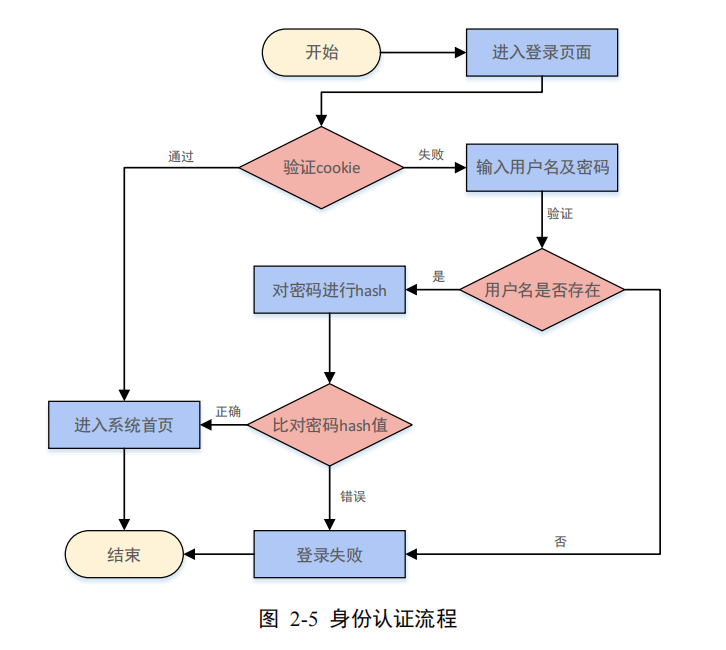 开始
进入登录页面
验证cookie
通过
失败
输入用户名及密码
验证
用户名是否存在
是
对密码进行hash
进入系统首页
正确
比对密码hash值
错误
否
结束
登录失败
图 2-5 身份认证流程